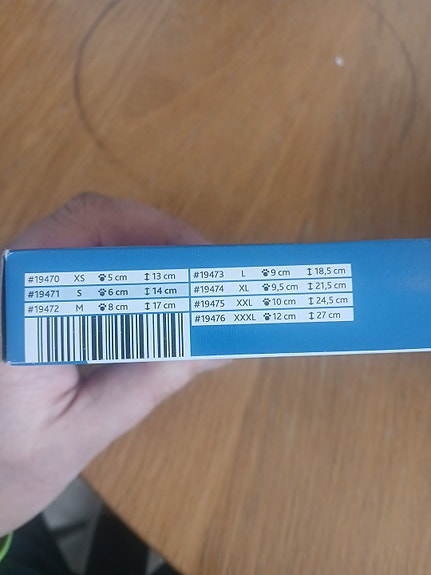 #19470 XS 5 cm 13 cm
#19471 S 6 cm 14 cm
#19472 M 8 cm 17 cm
#19473 L 9 cm 18,5 cm
#19474 XL 9,5 cm 21,5 cm
#19475 XXL 10 cm 24,5 cm
#19476 XXXL 12 cm 27 cm